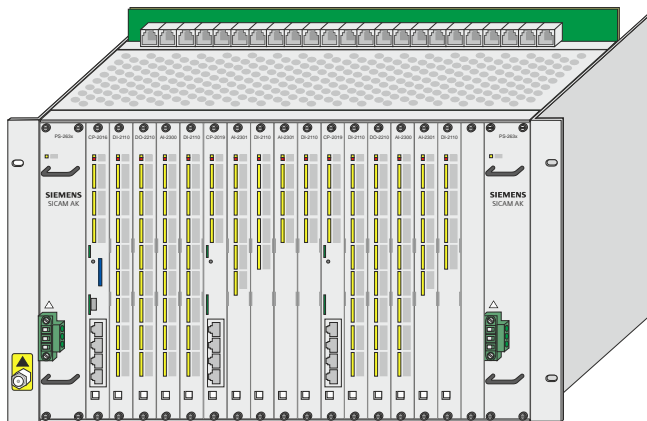 PS-263x CP-2016 DI-2110 DO-2210 AI-2300 DI-2110 CP-2019 AI-2301 DI-2110 AI-2301 DI-2110 CP-2019 DI-2110 DO-2210 AI-2300 AI-2301 DI-2110 PS-263x
SIEMENS SIEMENS
SICAM AK SICAM AK